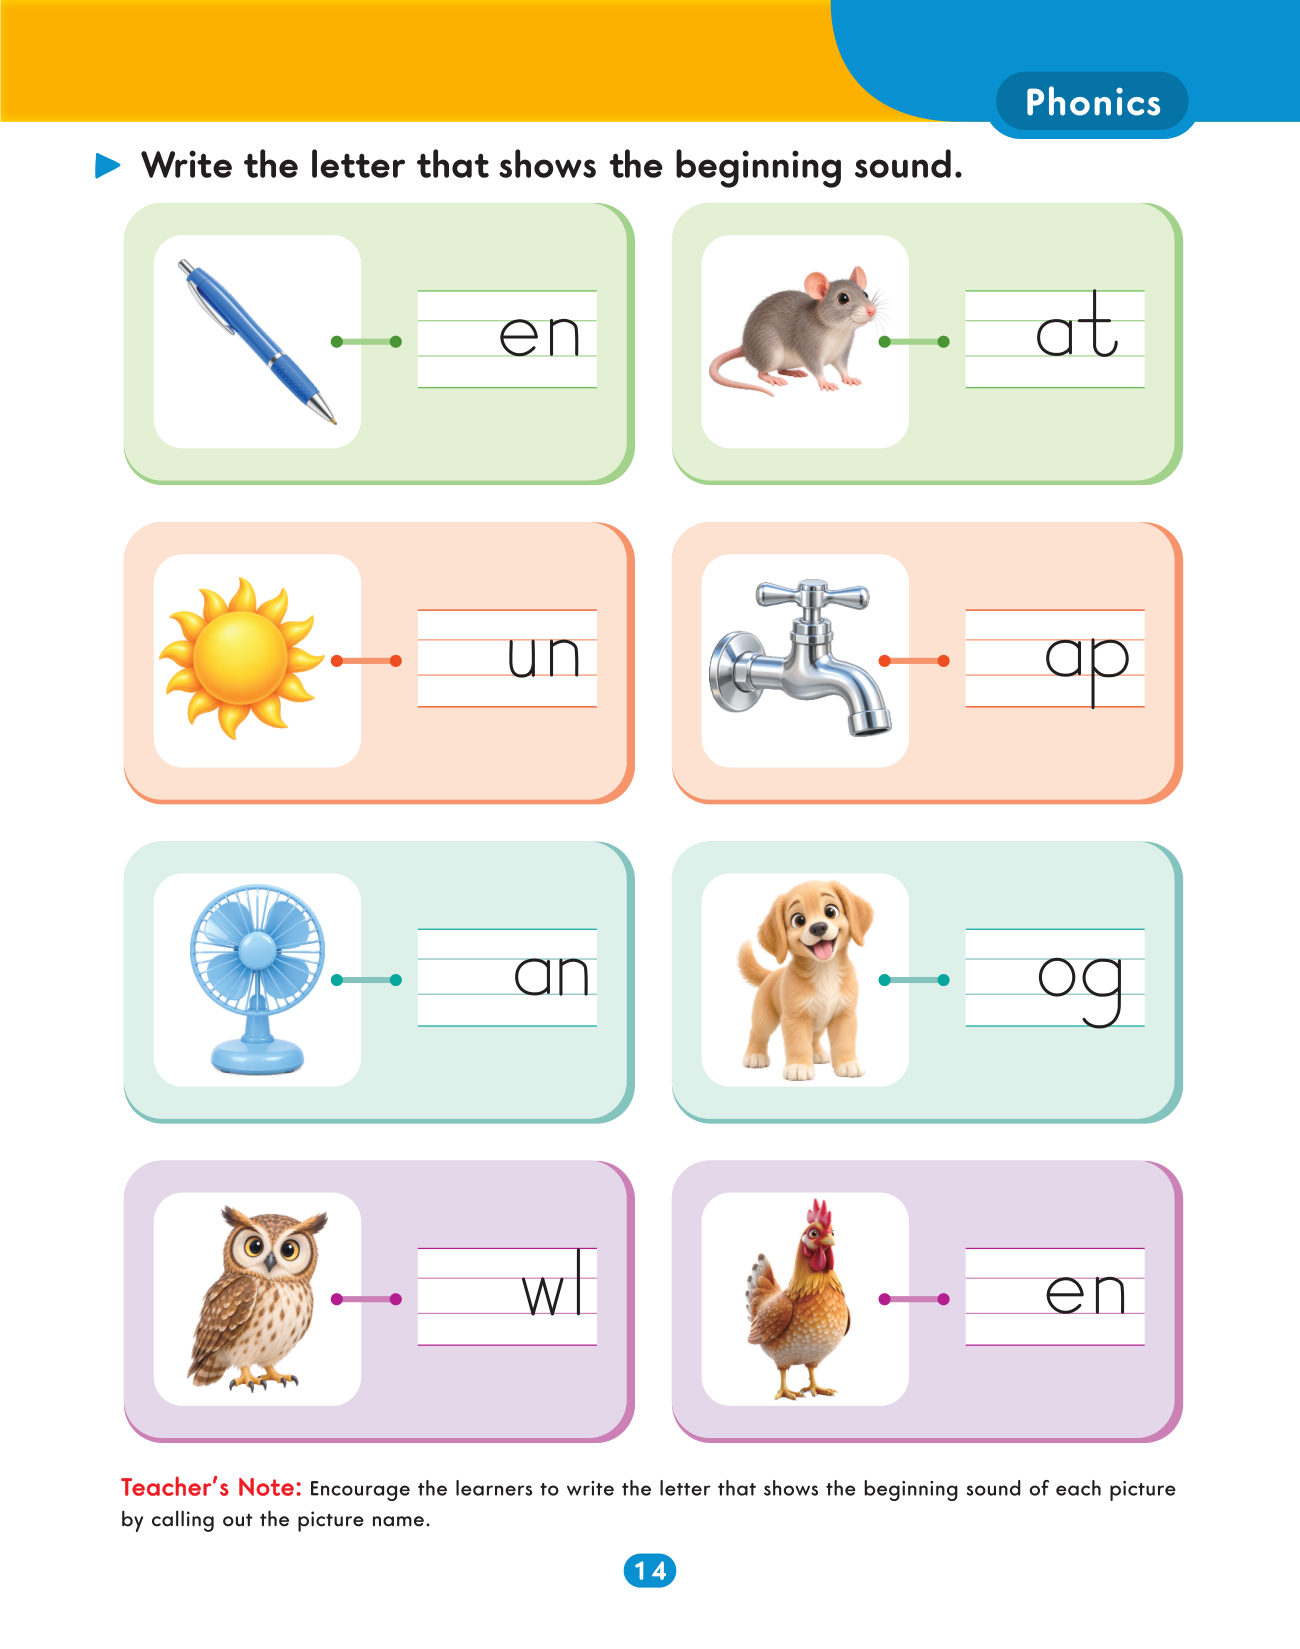 Phonics
Write the letter that shows the beginning sound.
en
at
un
ap
an
og
wl
en
Teacher's Note: Encourage the learners to write the letter that shows the beginning sound of each picture
by calling out the picture name.
14